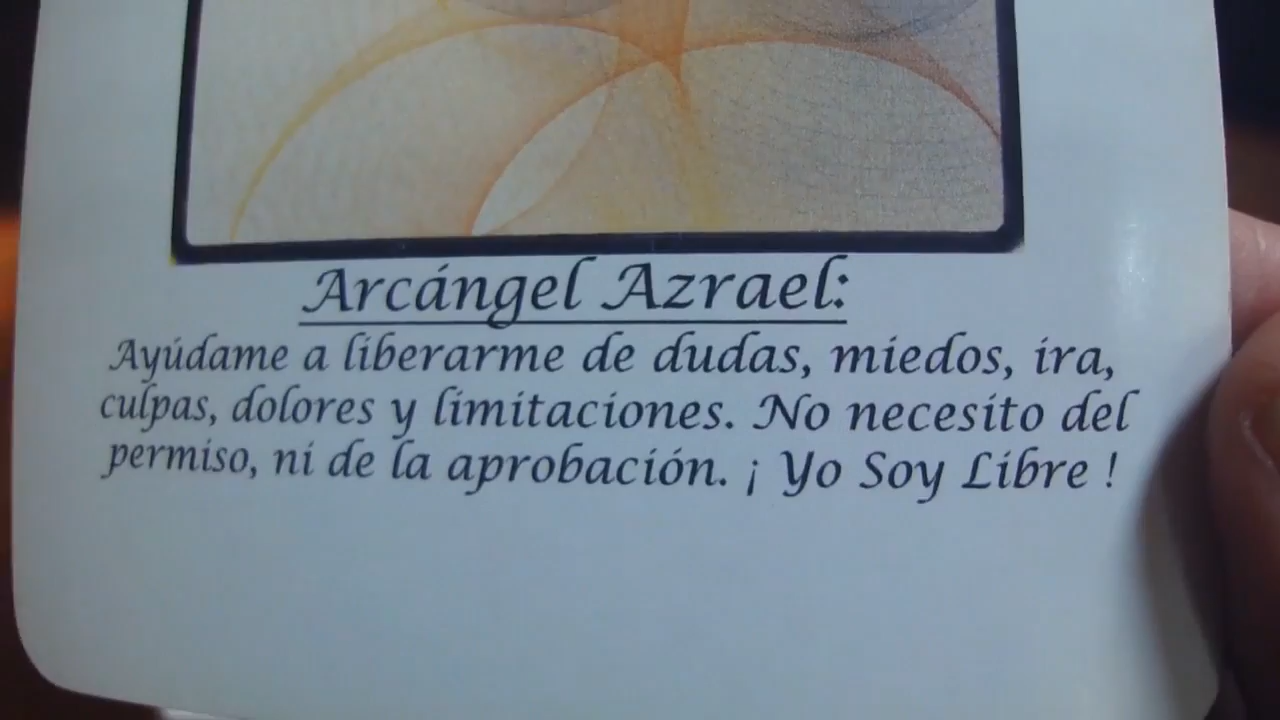 Arcángel Azrael:
Ayúdame a liberarme de dudas, miedos, ira,
culpas, dolores y limitaciones. No necesito del
permiso, ni de la aprobación. ¡ Yo Soy Libre !